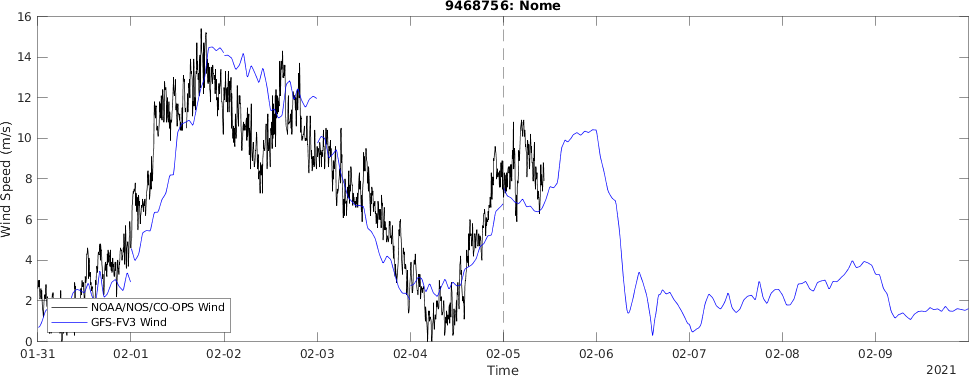 9468756: Nome
16
14
12
10
8
6
4
2
0
Wind Speed (m/s)
NOAA/NOS/CO-OPS Wind
GFS-FV3 Wind
01-31 02-01 02-02 02-03 02-04 02-05 02-06 02-07 02-08 02-09
Time
2021